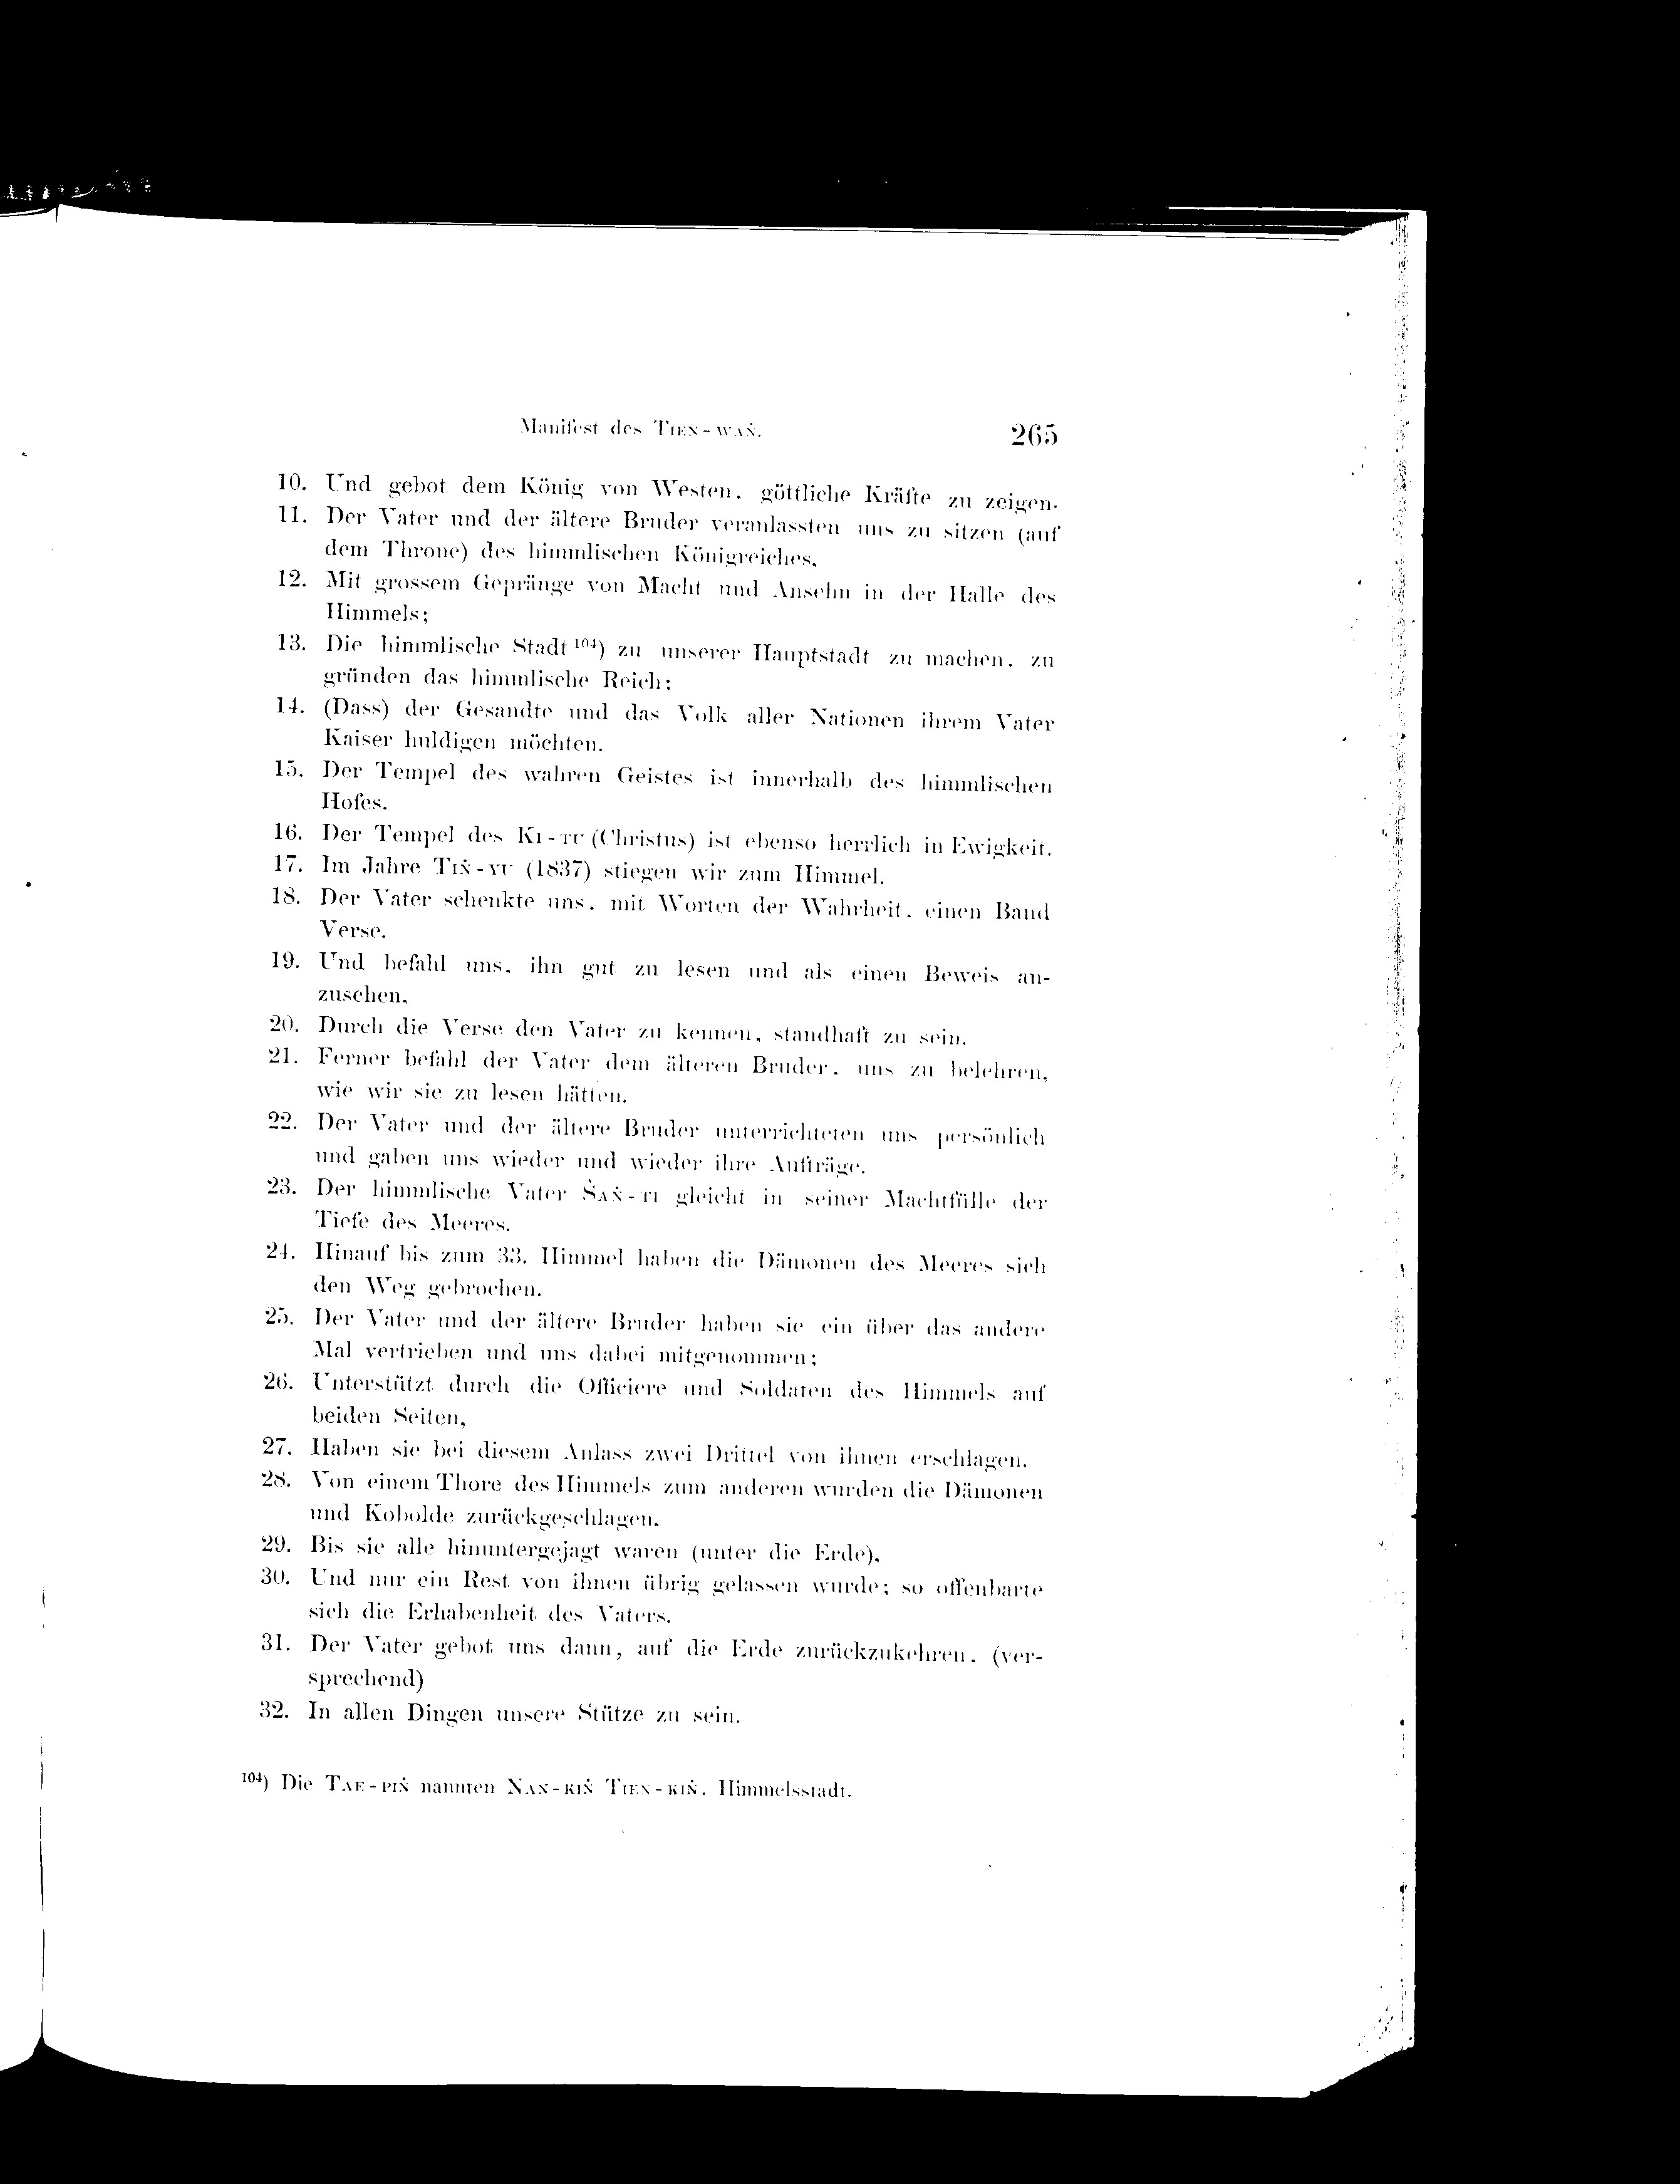 Manifest des Tien-waṅ. 265
10. Und gebot dem König von Westen, göttliche Kräfte zu zeigen.
11. Der Vater und der ältere Bruder veranlassten uns zu sitzen (auf
dem Throne) des himmlischen Königreiches,
12. Mit grossem Gepränge von Macht und Ansehn in der Halle des
Himmels;
13. Die himmlische Stadt ¹⁰⁴) zu unserer Hauptstadt zu machen, zu
gründen das himmlische Reich;
14. (Dass) der Gesandte und das Volk aller Nationen ihrem Vater
Kaiser huldigen möchten.
15. Der Tempel des wahren Geistes ist innerhalb des himmlischen
Hofes.
16. Der Tempel des Ki-tu (Christus) ist ebenso herrlich in Ewigkeit.
17. Im Jahre Tiṅ-yu (1837) stiegen wir zum Himmel.
18. Der Vater schenkte uns, mit Worten der Wahrheit, einen Band
Verse.
19. Und befahl uns, ihn gut zu lesen und als einen Beweis an-
zusehen,
20. Durch die Verse den Vater zu kennen, standhaft zu sein.
21. Ferner befahl der Vater dem älteren Bruder, uns zu belehren,
wie wir sie zu lesen hätten.
22. Der Vater und der ältere Bruder unterrichteten uns persönlich
und gaben uns wieder und wieder ihre Aufträge.
23. Der himmlische Vater Ṡaṅ-ti gleicht in seiner Machtfülle der
Tiefe des Meeres.
24. Hinauf bis zum 33. Himmel haben die Dämonen des Meeres sich
den Weg gebrochen.
25. Der Vater und der ältere Bruder haben sie ein über das andere
Mal vertrieben und uns dabei mitgenommen;
26. Unterstützt durch die Officiere und Soldaten des Himmels auf
beiden Seiten,
27. Haben sie bei diesem Anlass zwei Drittel von ihnen erschlagen.
28. Von einem Thore des Himmels zum anderen wurden die Dämonen
und Kobolde zurückgeschlagen,
29. Bis sie alle hinuntergejagt waren (unter die Erde),
30. Und nur ein Rest von ihnen übrig gelassen wurde; so offenbarte
sich die Erhabenheit des Vaters.
31. Der Vater gebot uns dann, auf die Erde zurückzukehren, (ver-
sprechend)
32. In allen Dingen unsere Stütze zu sein.
¹⁰⁴) Die Tae-piṅ nannten Nan-kiṅ Tien-kiṅ, Himmelsstadt.